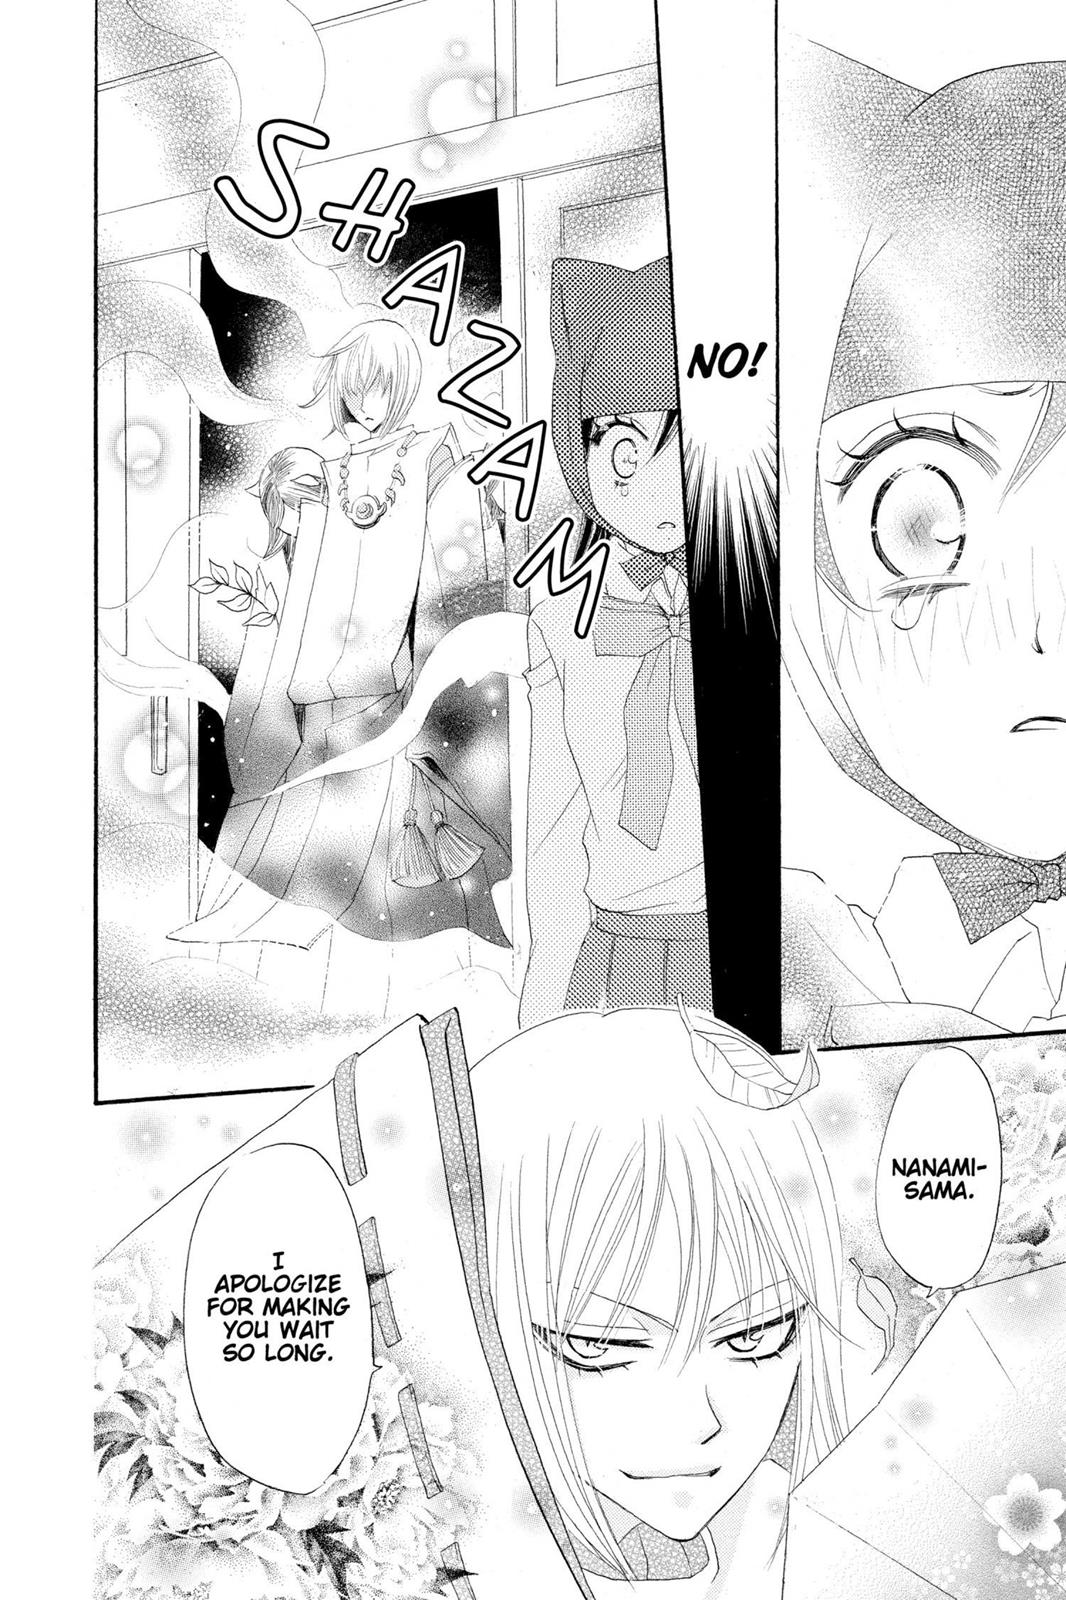 NO!
SHAZAM
NANAMI-
SAMA.
I
APOLOGIZE
FOR MAKING
YOU WAIT
SO LONG.